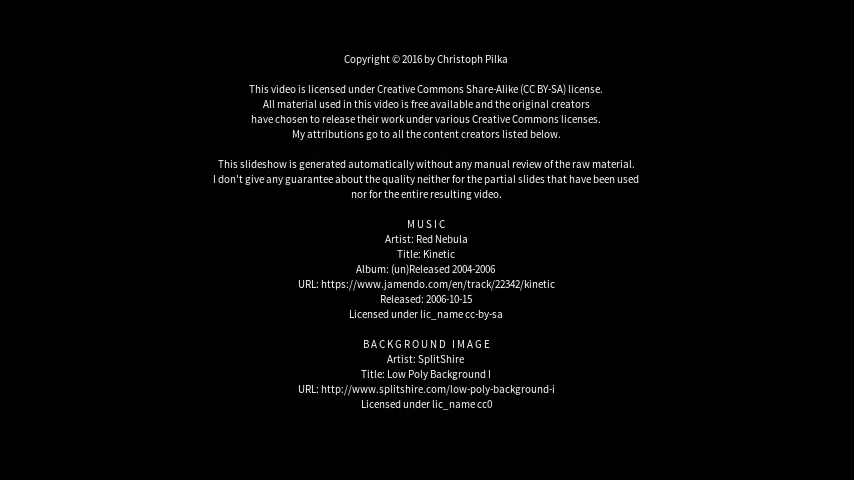 Copyright © 2016 by Christoph Pilka
This video is licensed under Creative Commons Share-Alike (CC BY-SA) license.
All material used in this video is free available and the original creators
have chosen to release their work under various Creative Commons licenses.
My attributions go to all the content creators listed below.
This slideshow is generated automatically without any manual review of the raw material.
I don't give any guarantee about the quality neither for the partial slides that have been used
nor for the entire resulting video.
MUSIC
Artist: Red Nebula
Title: Kinetic
Album: (un)Released 2004-2006
URL: https://www.jamendo.com/en/track/22342/kinetic
Released: 2006-10-15
Licensed under lic_name cc-by-sa
BACKGROUND IMAGE
Artist: SplitShire
Title: Low Poly Background I
URL: http://www.splitshire.com/low-poly-background-i
Licensed under lic_name cc0